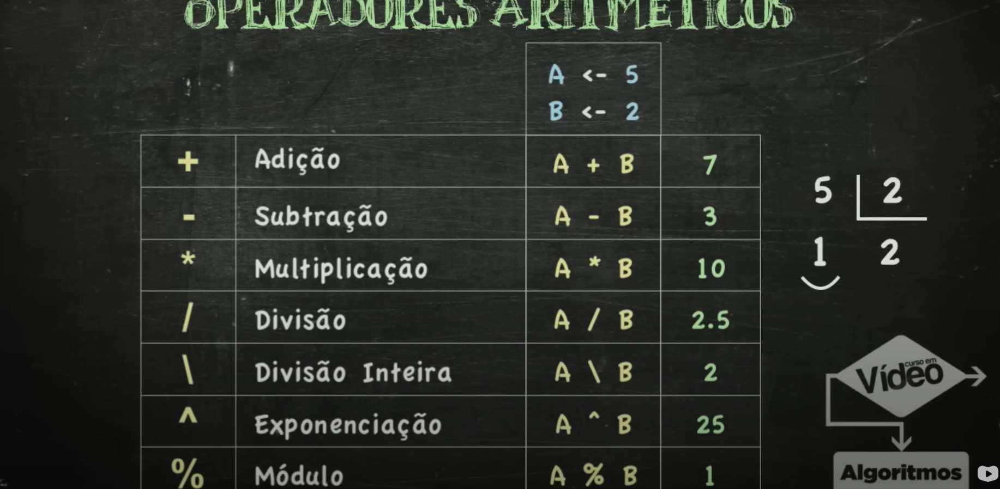 OPERADORES ARITMÉTICOS
A <- 5
B <- 2
+ Adição A + B 7
- Subtração A - B 3
* Multiplicação A * B 10
/ Divisão A / B 2.5
\ Divisão Inteira A \ B 2
^ Exponenciação A ^ B 25
% Módulo A % B 1
5 2
1 2
curso em
Vídeo
Algoritmos